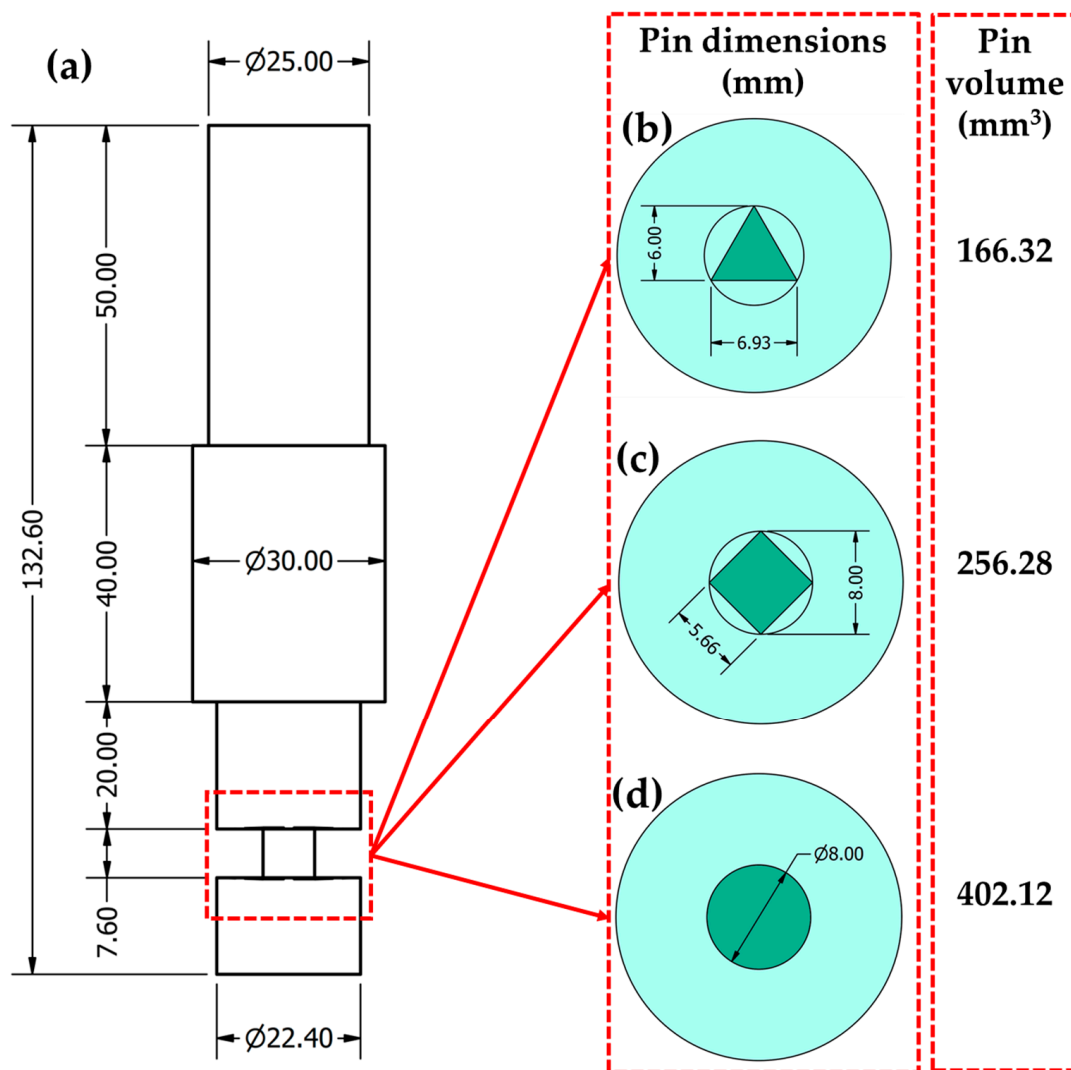 (a)
Ø25.00
50.00
132.60
40.00
Ø30.00
20.00
7.60
Ø22.40
Pin dimensions
(mm)
(b)
6.00
6.93
(c)
8.00
5.66
(d)
Ø8.00
Pin
volume
(mm³)
166.32
256.28
402.12